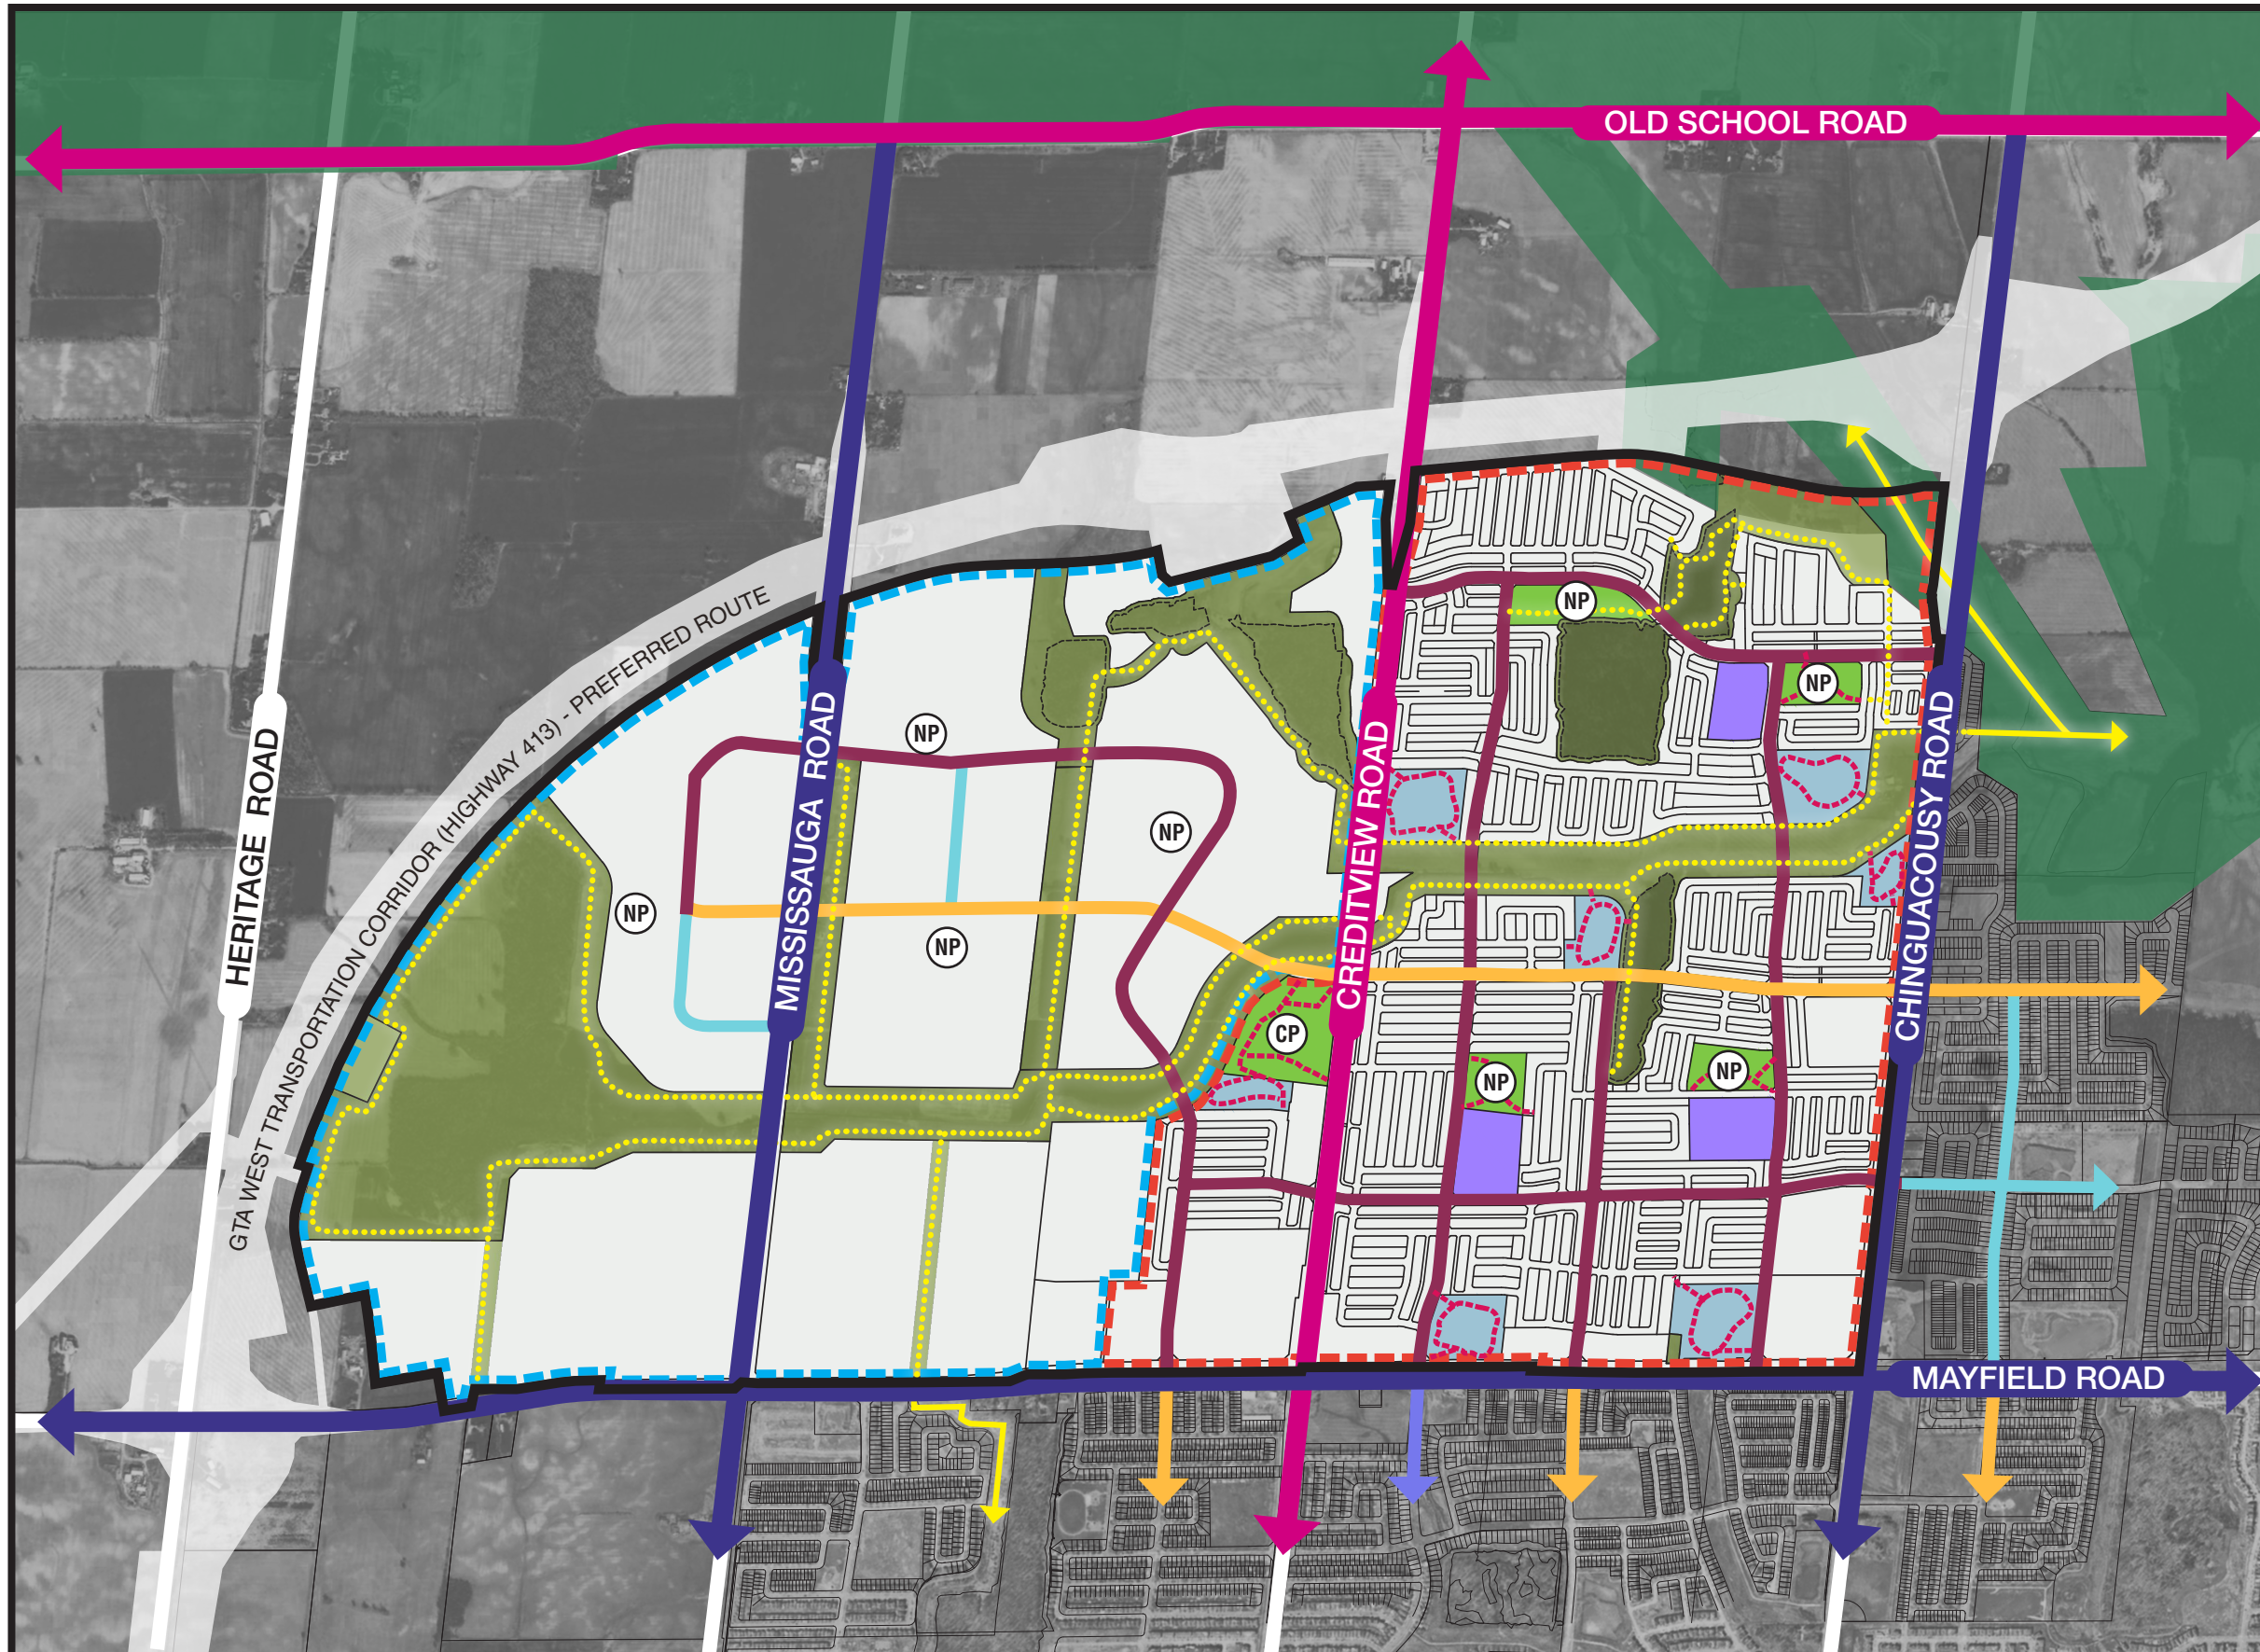 OLD SCHOOL ROAD
NP
GTA WEST TRANSPORTATION CORRIDOR (HIGHWAY 413) - PREFERRED ROUTE
NP
NP
HERITAGE ROAD
MISSISSAUGA ROAD
CREDITVIEW ROAD
CHINGUACOUSY ROAD
NP
NP
NP
CP
NP
NP
NP
MAYFIELD ROAD